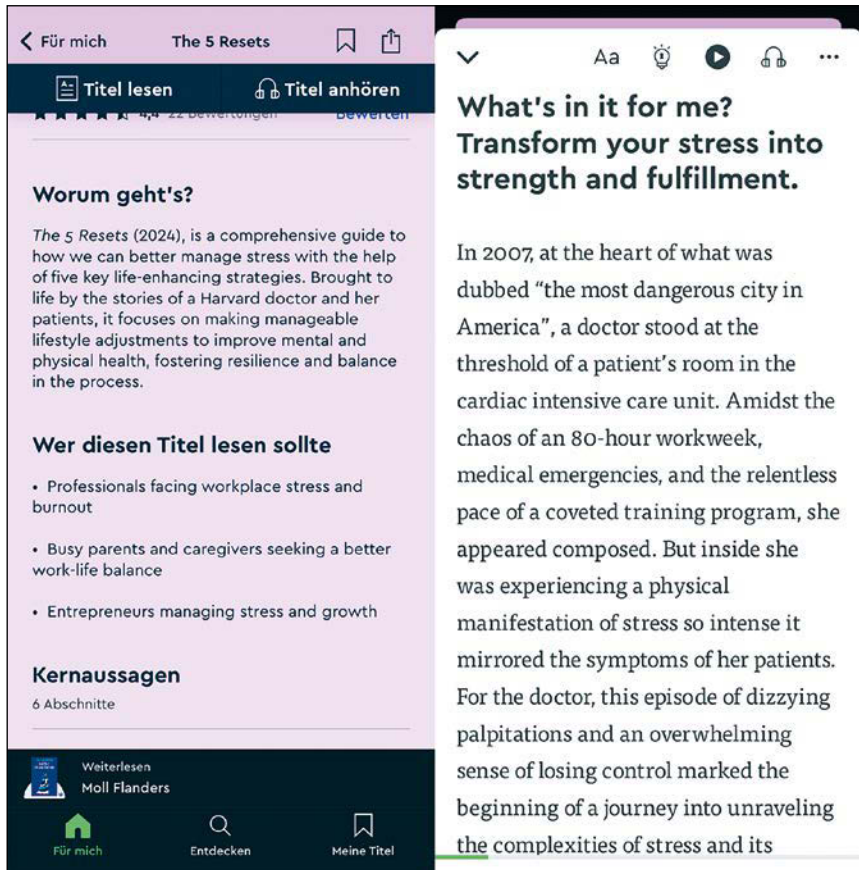 Für mich
The 5 Resets
Titel lesen
Titel anhören
4,4 22 Bewertungen
Bewerten
Worum geht's?
The 5 Resets (2024), is a comprehensive guide to
how we can better manage stress with the help
of five key life-enhancing strategies. Brought to
life by the stories of a Harvard doctor and her
patients, it focuses on making manageable
lifestyle adjustments to improve mental and
physical health, fostering resilience and balance
in the process.
Wer diesen Titel lesen sollte
• Professionals facing workplace stress and
burnout
• Busy parents and caregivers seeking a better
work-life balance
• Entrepreneurs managing stress and growth
Kernaussagen
6 Abschnitte
Weiterlesen
Moll Flanders
Für mich
Entdecken
Meine Titel
Aa
What's in it for me?
Transform your stress into
strength and fulfillment.
In 2007, at the heart of what was
dubbed “the most dangerous city in
America”, a doctor stood at the
threshold of a patient's room in the
cardiac intensive care unit. Amidst the
chaos of an 80-hour workweek,
medical emergencies, and the relentless
pace of a coveted training program, she
appeared composed. But inside she
was experiencing a physical
manifestation of stress so intense it
mirrored the symptoms of her patients.
For the doctor, this episode of dizzying
palpitations and an overwhelming
sense of losing control marked the
beginning of a journey into unraveling
the complexities of stress and its